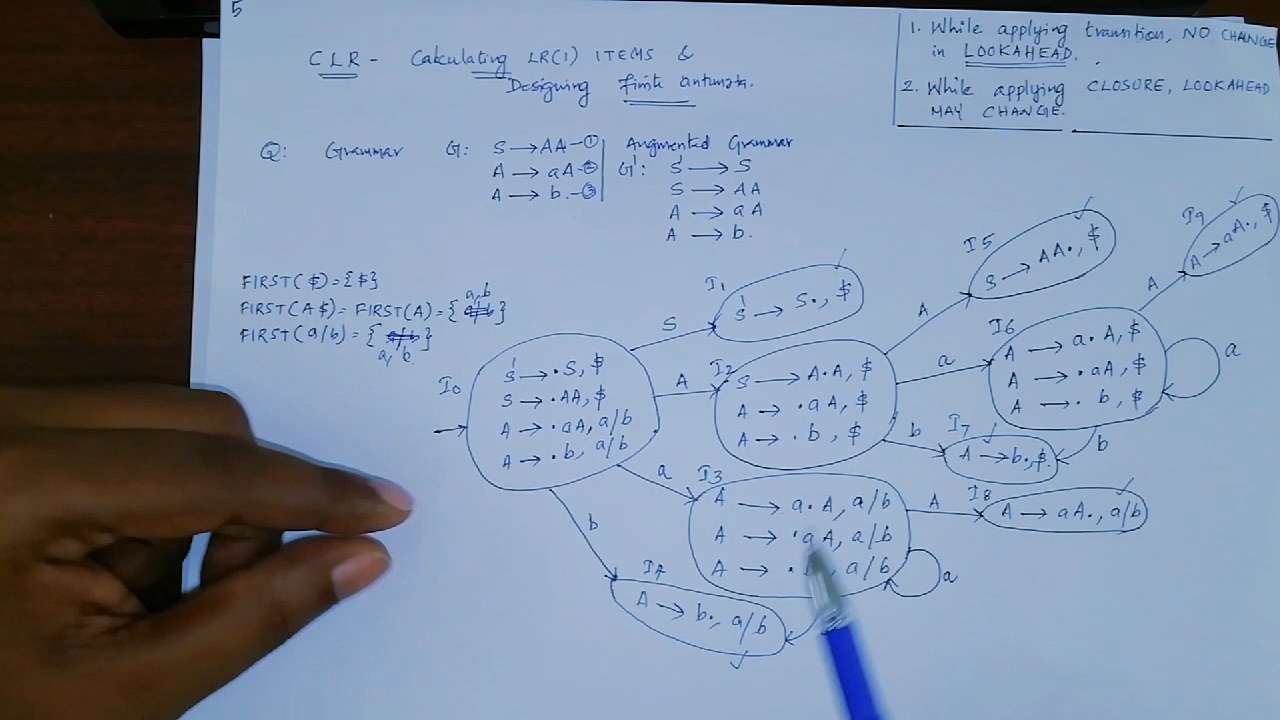 5
CLR - Calculating LR(1) ITEMS &
Designing finite automata.
1. While applying transition, NO CHANGE
in LOOKAHEAD.
2. While applying CLOSURE, LOOKAHEAD
MAY CHANGE.
Q: Grammar G: S → AA -①
A → aA -②
A → b. -③
Augmented Grammar
G': S' → S
S → AA
A → aA
A → b.
FIRST($) = {$}
FIRST(A$) = FIRST(A) = {a,b}
FIRST(a/b) = {a,b}
I0
S' → ·S, $
S → ·AA, $
A → ·aA, a/b
A → ·b, a/b
S
I1
S' → S·, $
A
I2
S → A·A, $
A → ·aA, $
A → ·b, $
a
I3
A → a·A, a/b
A → ·aA, a/b
A → · , a/b
a
b
I4
A → b·, a/b
A
I5
S → AA·, $
a
I6
A → a·A, $
A → ·aA, $
A → ·b, $
a
b
b
I7
A → b·, $.
A
I8
A → aA·, a/b
A
I9
A → aA·, $